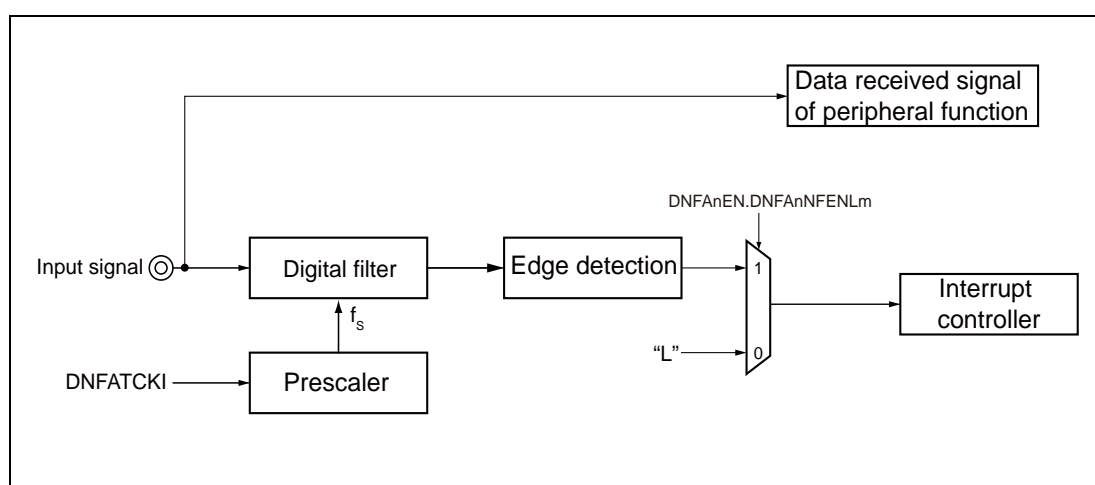 Data received signal
of peripheral function
DNFAnEN.DNFAnNFENLm
Input signal
Digital filter
Edge detection
1
Interrupt
controller
fS
"L"
0
DNFATCKI
Prescaler